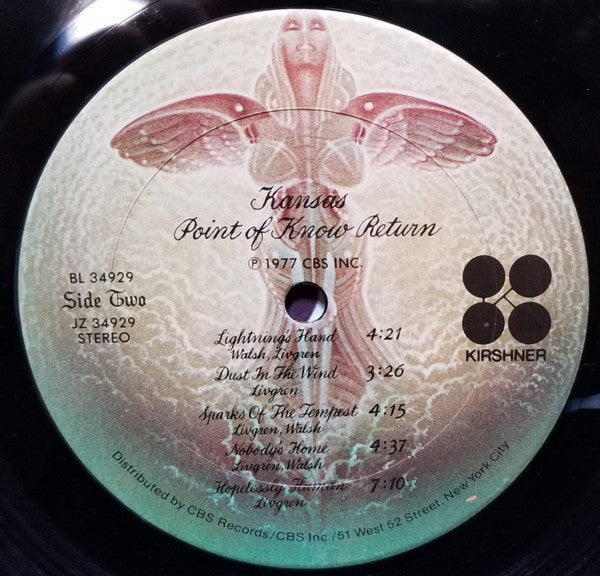 Kansas
Point of Know Return
℗ 1977 CBS INC.
BL 34929
Side Two
JZ 34929
STEREO
KIRSHNER
Lightning's Hand 4:21
Walsh, Livgren
Dust In The Wind 3:26
Livgren
Sparks Of The Tempest 4:15
Livgren, Walsh
Nobody's Home 4:37
Livgren, Walsh
Hopelessly Human 7:10
Livgren
Distributed by CBS Records/CBS Inc./51 West 52 Street, New York City